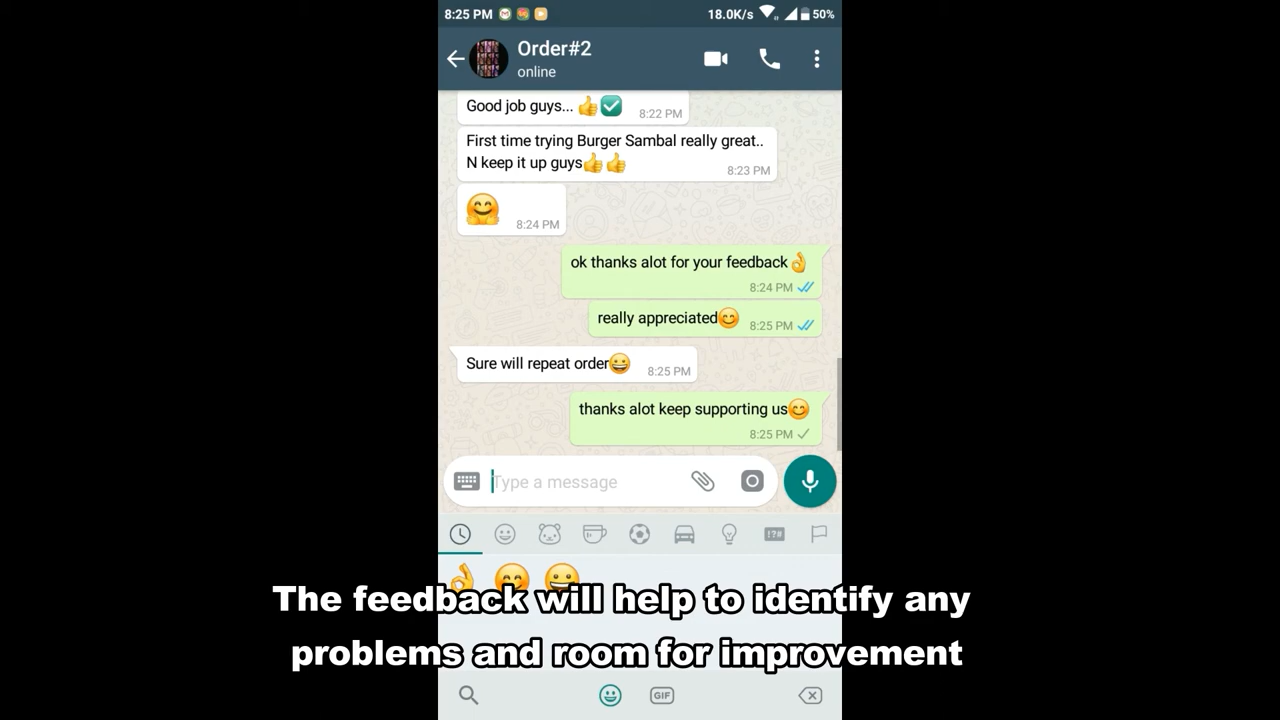 8:25 PM 18.0K/s 50%
Order#2
online
Good job guys... 👍✅ 8:22 PM
First time trying Burger Sambal really great..
N keep it up guys👍👍 8:23 PM
🤗 8:24 PM
ok thanks alot for your feedback👌
8:24 PM
really appreciated😊 8:25 PM
Sure will repeat order😀 8:25 PM
thanks alot keep supporting us😊
8:25 PM
Type a message
!?#
The feedback will help to identify any
problems and room for improvement
GIF